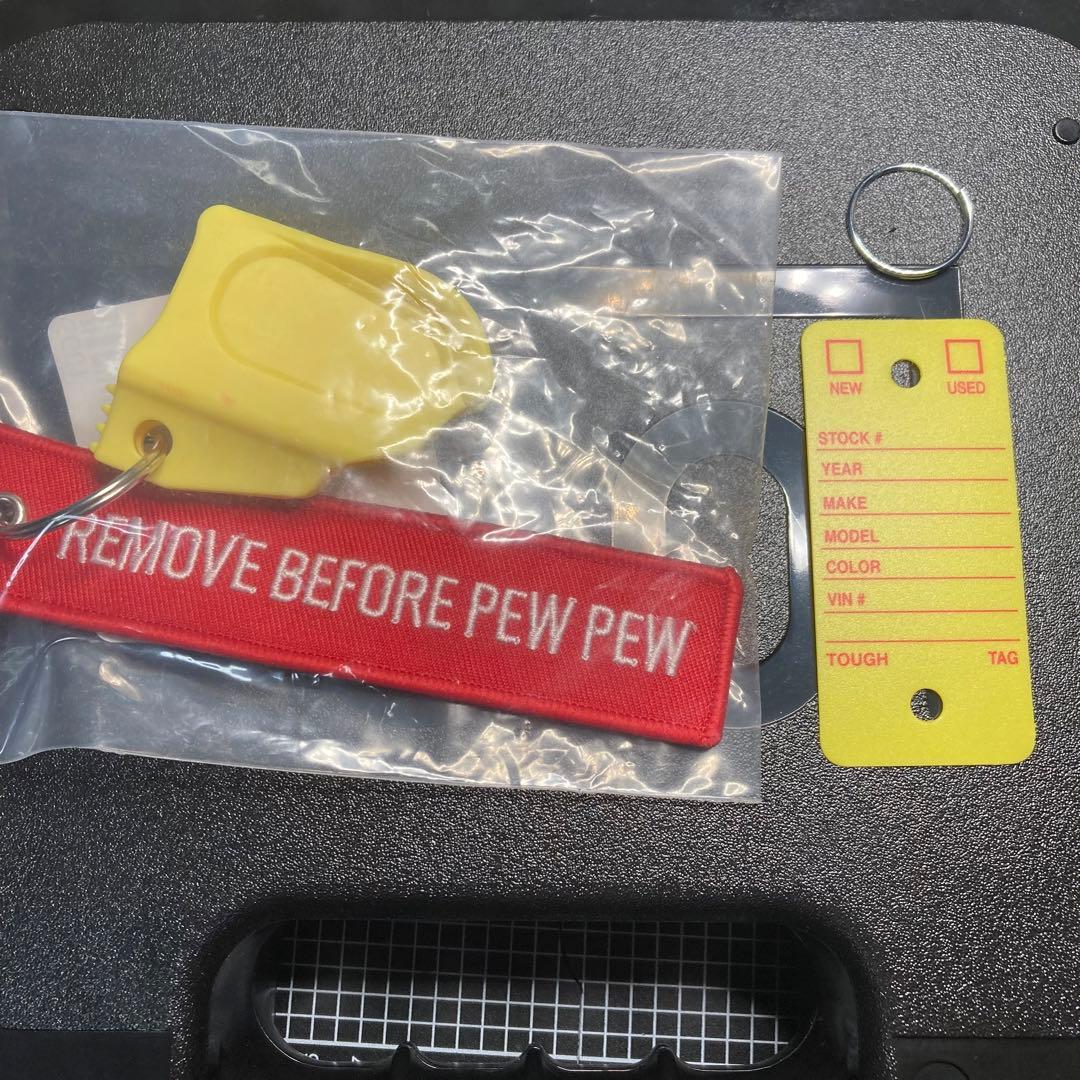 REMOVE BEFORE PEW PEW
NEW USED
STOCK #
YEAR
MAKE
MODEL
COLOR
VIN #
TOUGH TAG